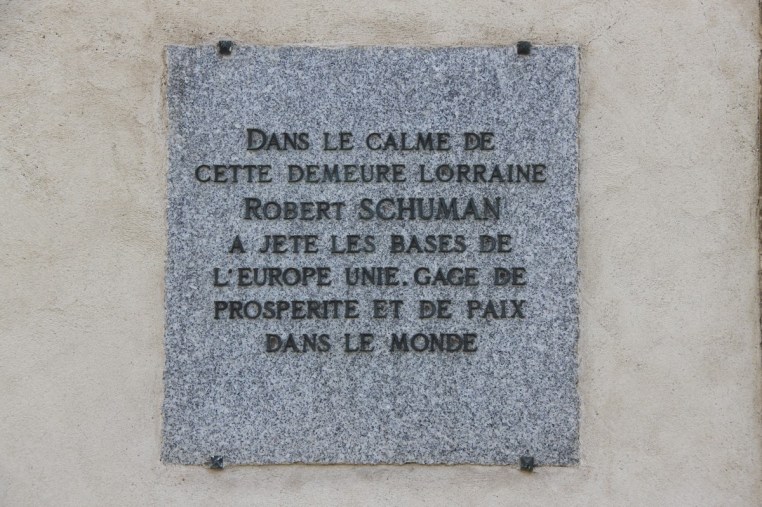 DANS LE CALME DE
CETTE DEMEURE LORRAINE
ROBERT SCHUMAN
A JETE LES BASES DE
L'EUROPE UNIE. GAGE DE
PROSPERITE ET DE PAIX
DANS LE MONDE